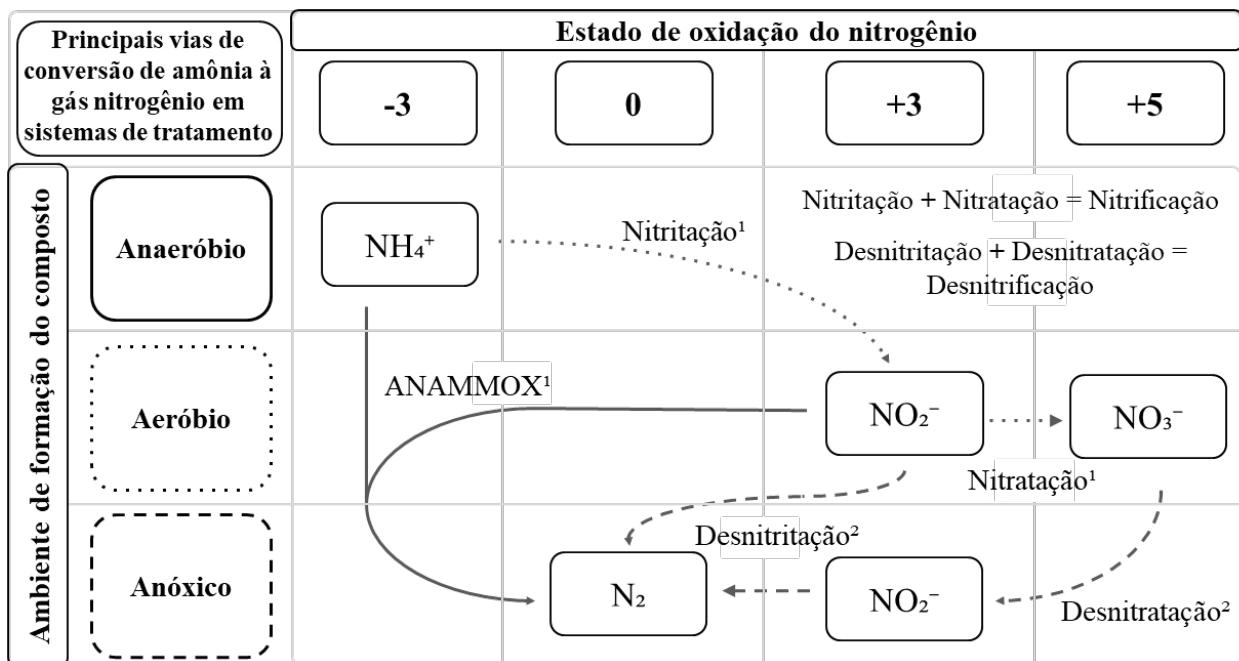 Principais vias de
conversão de amônia à
gás nitrogênio em
sistemas de tratamento
Estado de oxidação do nitrogênio
-3
0
+3
+5
Ambiente de formação do composto
Anaeróbio
NH₄⁺
Nitritação¹
Nitritação + Nitratação = Nitrificação
Desnitritação + Desnitratação =
Desnitrificação
ANAMMOX¹
Aeróbio
NO₂⁻
NO₃⁻
Nitratação¹
Desnitritação²
Anóxico
N₂
NO₂⁻
Desnitratação²